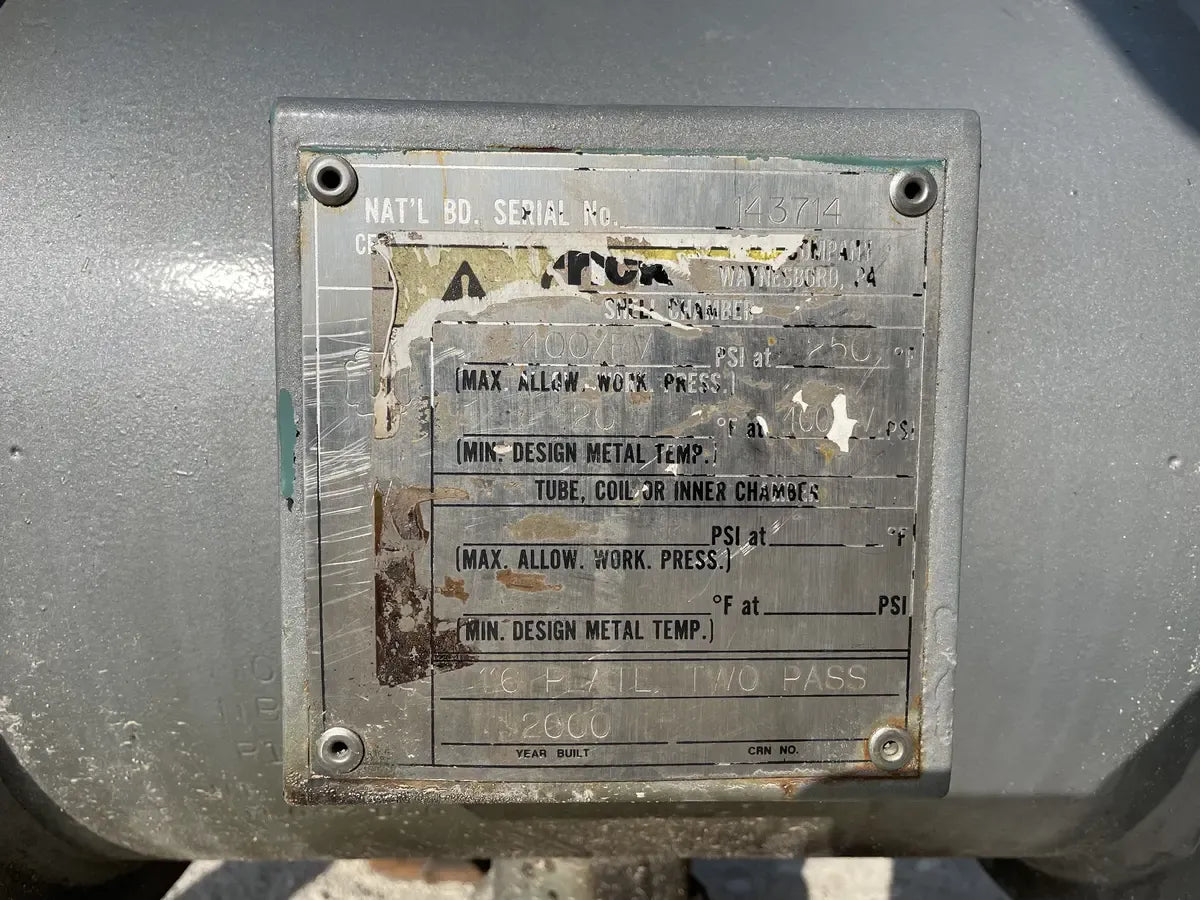 NAT'L BD. SERIAL No. 143714
COMPANY
WAYNESBORO, PA
SHELL CHAMBER
400/FV PSI at 250 °F
(MAX. ALLOW. WORK PRESS.)
20 °F at 400 PSI
(MIN. DESIGN METAL TEMP.)
TUBE, COIL OR INNER CHAMBER
PSI at °F
(MAX. ALLOW. WORK. PRESS.)
°F at PSI
(MIN. DESIGN METAL TEMP.)
PLATE, TWO PASS
2000
YEAR BUILT CRN NO.